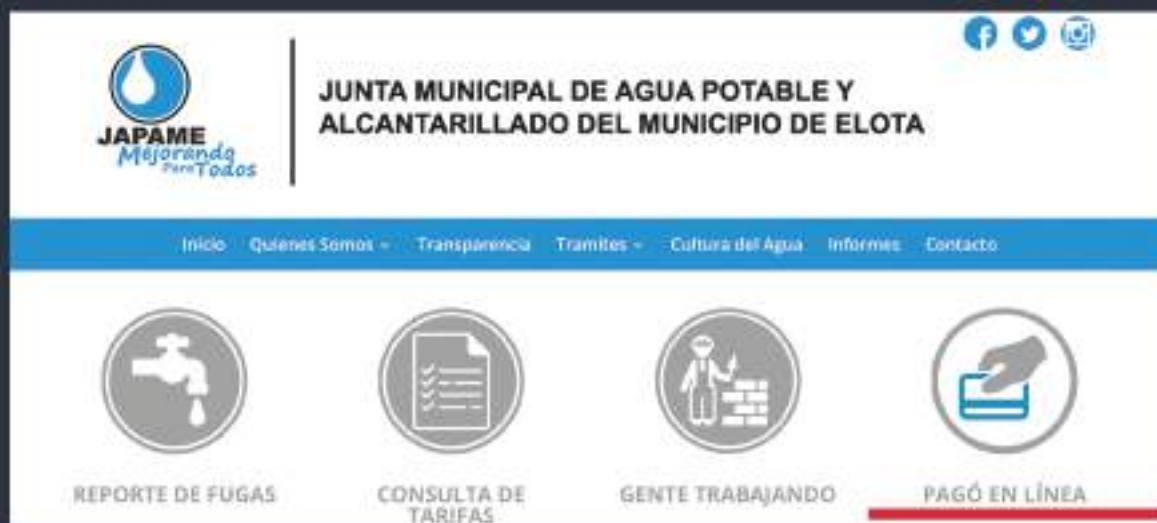 JAPAME
Mejorando
Para Todos
JUNTA MUNICIPAL DE AGUA POTABLE Y
ALCANTARILLADO DEL MUNICIPIO DE ELOTA
Inicio Quienes Somos Transparencia Tramites Cultura del Agua Informes Contacto
REPORTE DE FUGAS
CONSULTA DE
TARIFAS
GENTE TRABAJANDO
PAGÓ EN LÍNEA